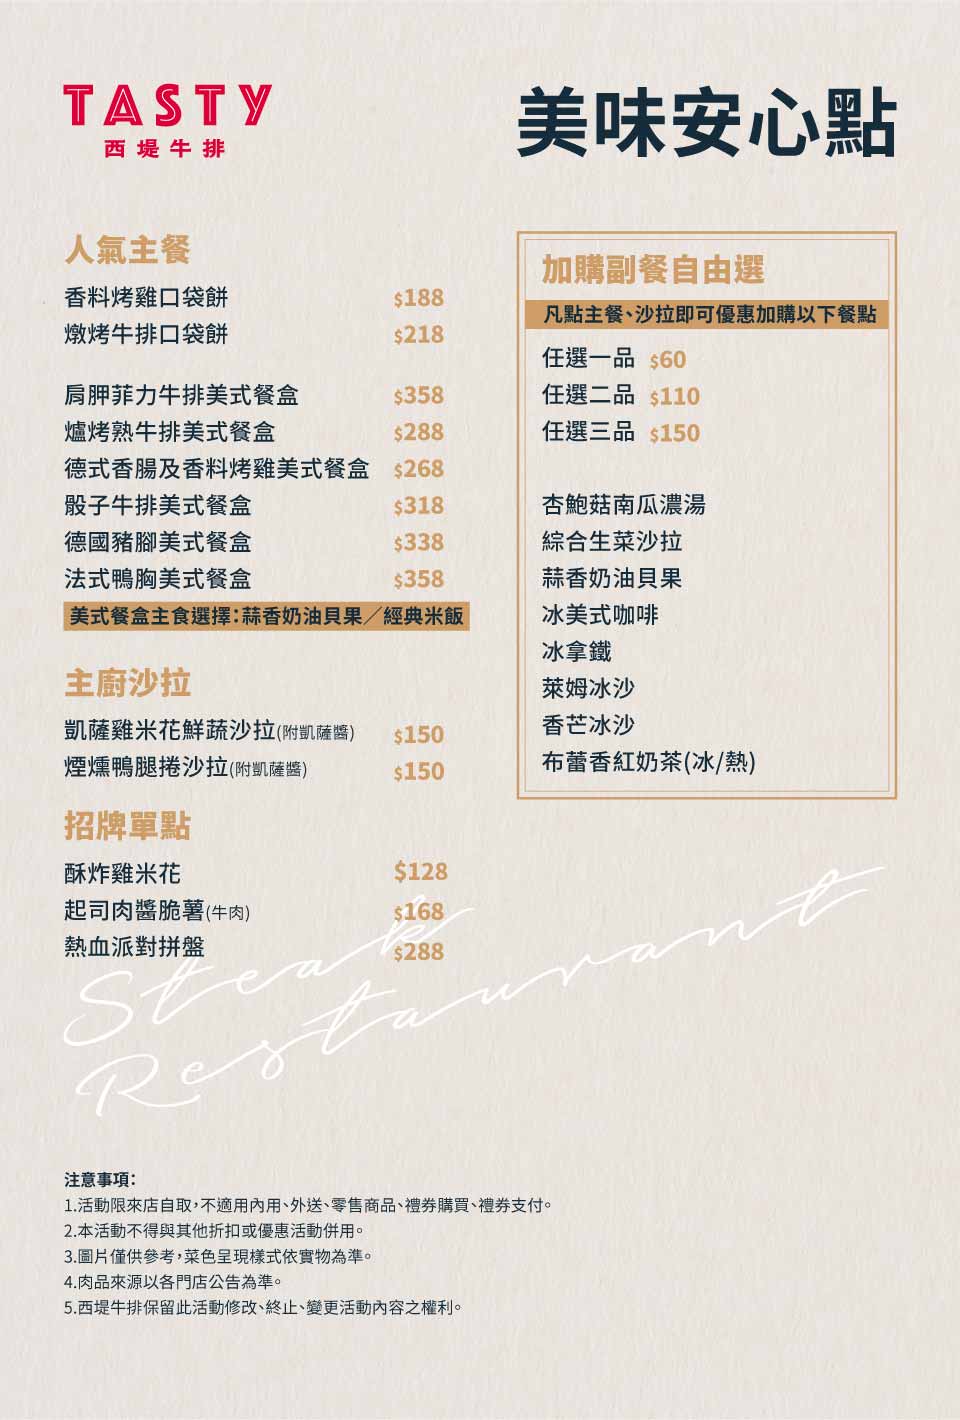 TASTY
西堤牛排
美味安心點
人氣主餐
香料烤雞口袋餅 $188
燉烤牛排口袋餅 $218
肩胛菲力牛排美式餐盒 $358
爐烤熟牛排美式餐盒 $288
德式香腸及香料烤雞美式餐盒 $268
骰子牛排美式餐盒 $318
德國豬腳美式餐盒 $338
法式鴨胸美式餐盒 $358
美式餐盒主食選擇：蒜香奶油貝果／經典米飯
主廚沙拉
凱薩雞米花鮮蔬沙拉(附凱薩醬) $150
煙燻鴨腿捲沙拉(附凱薩醬) $150
招牌單點
酥炸雞米花 $128
起司肉醬脆薯(牛肉) $168
熱血派對拼盤 $288
加購副餐自由選
凡點主餐、沙拉即可優惠加購以下餐點
任選一品 $60
任選二品 $110
任選三品 $150
杏鮑菇南瓜濃湯
綜合生菜沙拉
蒜香奶油貝果
冰美式咖啡
冰拿鐵
萊姆冰沙
香芒冰沙
布蕾香紅奶茶(冰/熱)
Steak
Restaurant
注意事項：
1.活動限來店自取，不適用內用、外送、零售商品、禮券購買、禮券支付。
2.本活動不得與其他折扣或優惠活動併用。
3.圖片僅供參考，菜色呈現樣式依實物為準。
4.肉品來源以各門店公告為準。
5.西堤牛排保留此活動修改、終止、變更活動內容之權利。